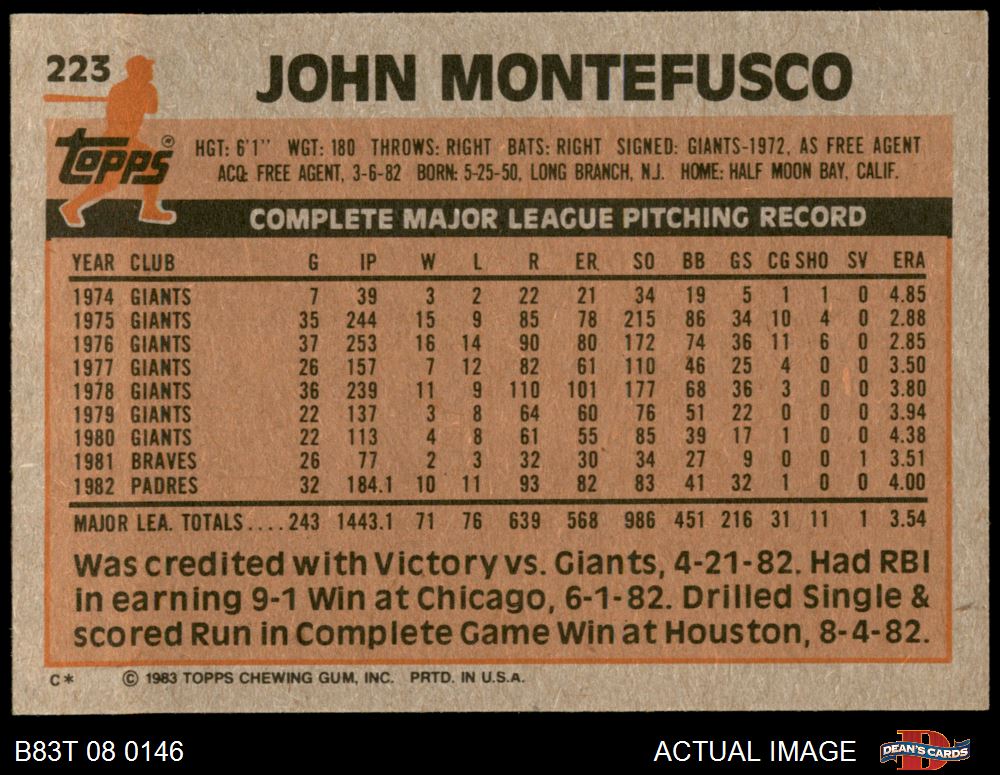 223
JOHN MONTEFUSCO
Topps®
HGT: 6'1" WGT: 180 THROWS: RIGHT BATS: RIGHT SIGNED: GIANTS-1972, AS FREE AGENT
ACQ: FREE AGENT, 3-6-82 BORN: 5-25-50, LONG BRANCH, N.J. HOME: HALF MOON BAY, CALIF.
COMPLETE MAJOR LEAGUE PITCHING RECORD
YEAR CLUB G IP W L R ER SO BB GS CG SHO SV ERA
1974 GIANTS 7 39 3 2 22 21 34 19 5 1 1 0 4.85
1975 GIANTS 35 244 15 9 85 78 215 86 34 10 4 0 2.88
1976 GIANTS 37 253 16 14 90 80 172 74 36 11 6 0 2.85
1977 GIANTS 26 157 7 12 82 61 110 46 25 4 0 0 3.50
1978 GIANTS 36 239 11 9 110 101 177 68 36 3 0 0 3.80
1979 GIANTS 22 137 3 8 64 60 76 51 22 0 0 0 3.94
1980 GIANTS 22 113 4 8 61 55 85 39 17 1 0 0 4.38
1981 BRAVES 26 77 2 3 32 30 34 27 9 0 0 1 3.51
1982 PADRES 32 184.1 10 11 93 82 83 41 32 1 0 0 4.00
MAJOR LEA. TOTALS....243 1443.1 71 76 639 568 986 451 216 31 11 1 3.54
Was credited with Victory vs. Giants, 4-21-82. Had RBI
in earning 9-1 Win at Chicago, 6-1-82. Drilled Single &
scored Run in Complete Game Win at Houston, 8-4-82.
C* © 1983 TOPPS CHEWING GUM, INC. PRTD. IN U.S.A.
B83T 08 0146 ACTUAL IMAGE D DEAN'S CARDS